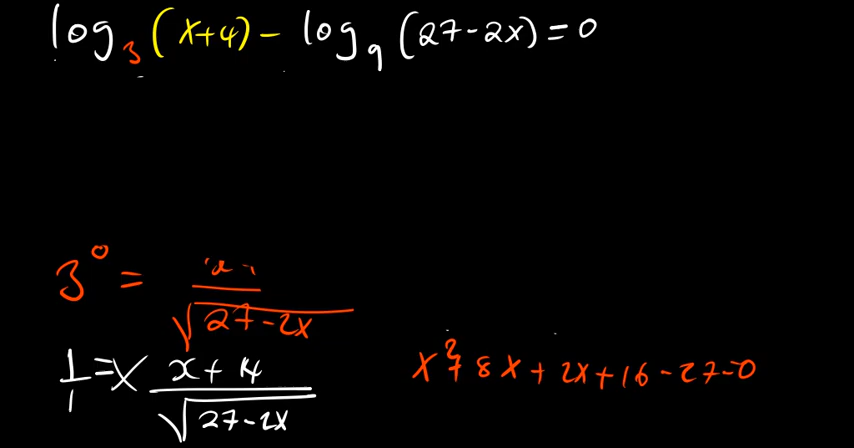 log₃(x+4) - log₉(27-2x) = 0
3⁰ = x / √(27-2x)
1/1 = x+4 / √(27-2x)
x² + 8x + 2x + 16 - 27 = 0